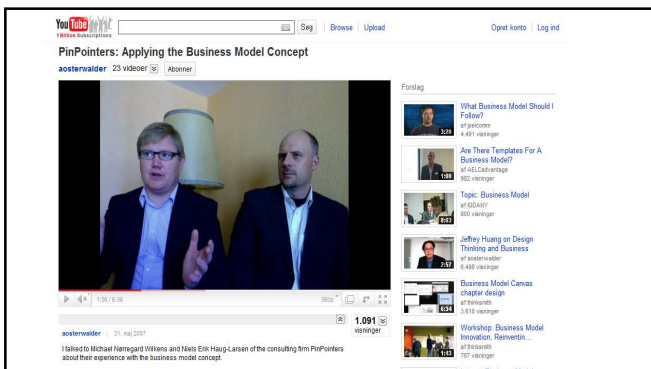 YouTube
1 Billion Subscriptions
Søg
Browse
Upload
Opret konto
Log ind
PinPointers: Applying the Business Model Concept
aosterwalder 23 videoer
Abonner
1:36 / 6:36
360p
1.091
visninger
aosterwalder
31. maj 2007
I talked to Michael Nørregard Wilkens and Niels Erik Haug-Larsen of the consulting firm PinPointers
about their experience with the business model concept.
Forslag
3:20
What Business Model Should I
Follow?
af joelcomm
4.491 visninger
1:08
Are There Templates For A
Business Model?
af AELCadvantage
982 visninger
8:03
Topic: Business Model
af IGDANY
800 visninger
2:57
Jeffrey Huang on Design
Thinking and Business
af aosterwalder
6.498 visninger
6:34
Business Model Canvas
chapter design
af thinksmith
3.618 visninger
1:43
Workshop: Business Model
Innovation, Reinventin...
af thinksmith
787 visninger